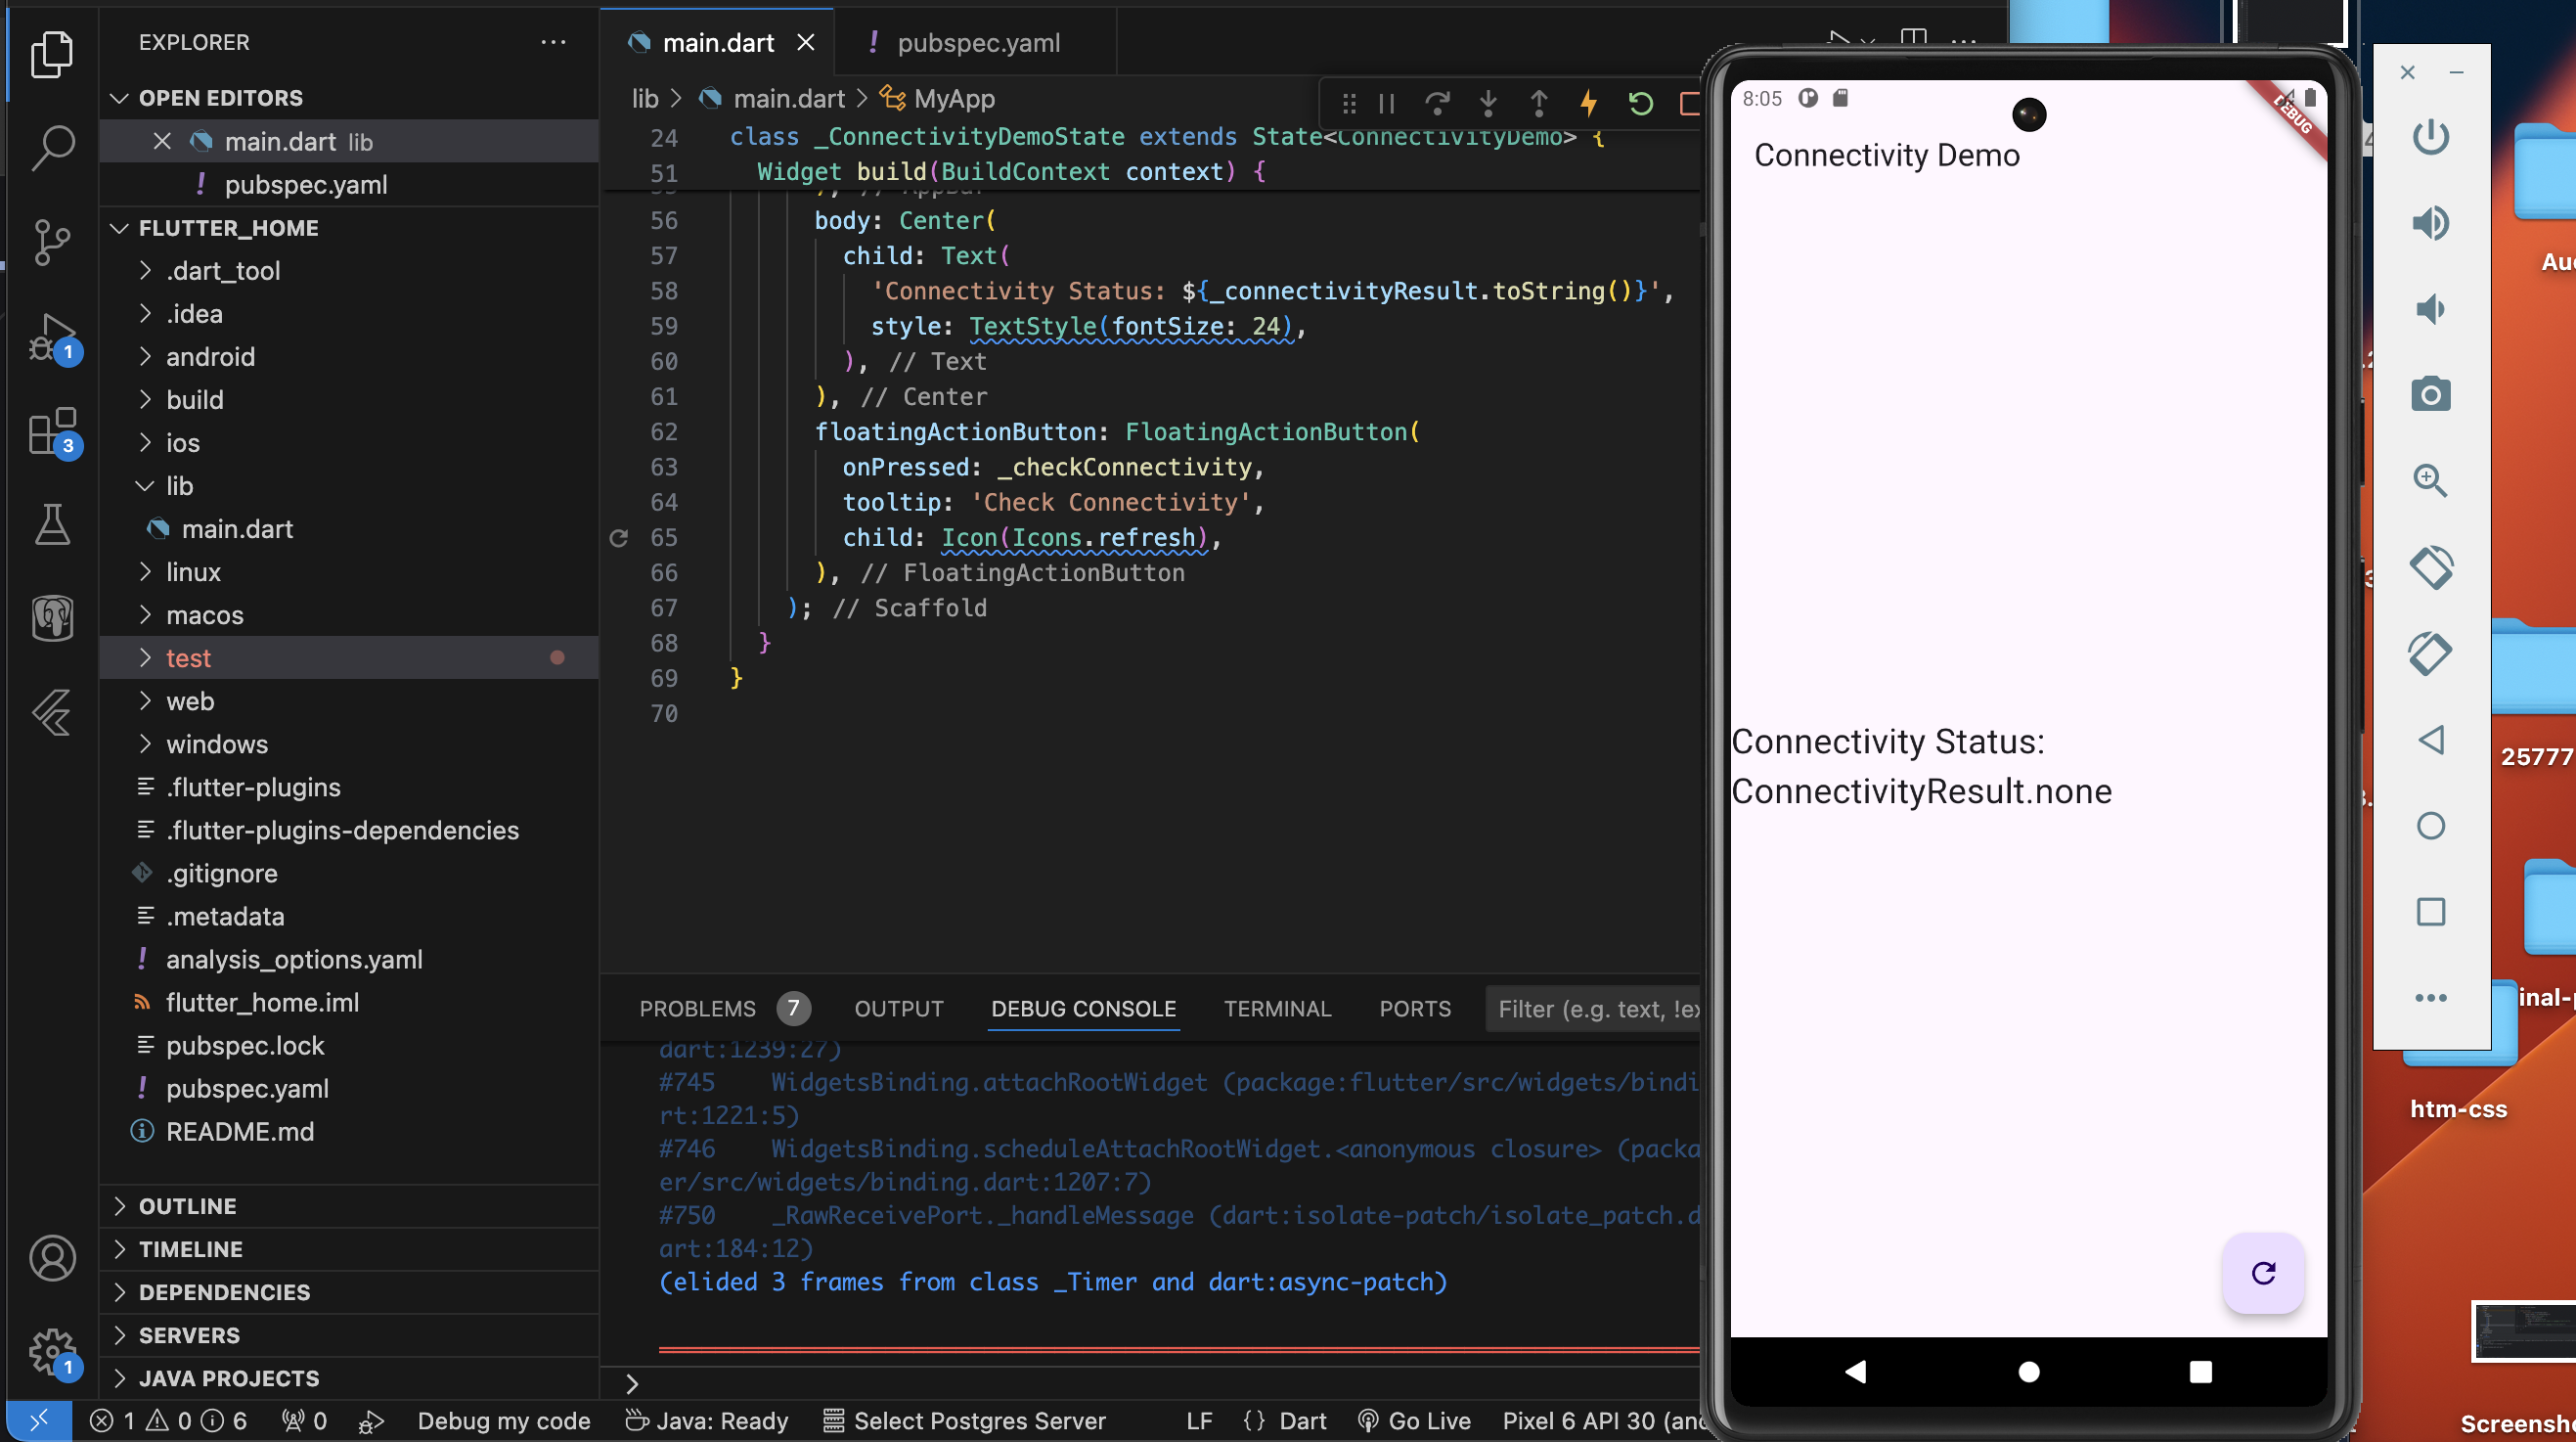 EXPLORER
OPEN EDITORS
main.dart lib
pubspec.yaml
FLUTTER_HOME
.dart_tool
.idea
android
build
ios
lib
main.dart
linux
macos
test
web
windows
.flutter-plugins
.flutter-plugins-dependencies
.gitignore
.metadata
analysis_options.yaml
flutter_home.iml
pubspec.lock
pubspec.yaml
README.md
OUTLINE
TIMELINE
DEPENDENCIES
SERVERS
JAVA PROJECTS
1
3
1
main.dart
pubspec.yaml
lib > main.dart > MyApp
24 class _ConnectivityDemoState extends State<ConnectivityDemo> {
51 Widget build(BuildContext context) {
), // AppBar
56 body: Center(
57 child: Text(
58 'Connectivity Status: ${_connectivityResult.toString()}',
59 style: TextStyle(fontSize: 24),
60 ), // Text
61 ), // Center
62 floatingActionButton: FloatingActionButton(
63 onPressed: _checkConnectivity,
64 tooltip: 'Check Connectivity',
65 child: Icon(Icons.refresh),
66 ), // FloatingActionButton
67 ); // Scaffold
68 }
69 }
70
PROBLEMS 7 OUTPUT DEBUG CONSOLE TERMINAL PORTS Filter (e.g. text, !ex
dart:1239:27)
#745 WidgetsBinding.attachRootWidget (package:flutter/src/widgets/bindi
rt:1221:5)
#746 WidgetsBinding.scheduleAttachRootWidget.<anonymous closure> (packa
er/src/widgets/binding.dart:1207:7)
#750 _RawReceivePort._handleMessage (dart:isolate-patch/isolate_patch.d
art:184:12)
(elided 3 frames from class _Timer and dart:async-patch)
1 0 6 0 Debug my code Java: Ready Select Postgres Server LF {} Dart Go Live Pixel 6 API 30 (and
8:05
DEBUG
Connectivity Demo
Connectivity Status:
ConnectivityResult.none
Au
25777
inal-
htm-css
Screensho